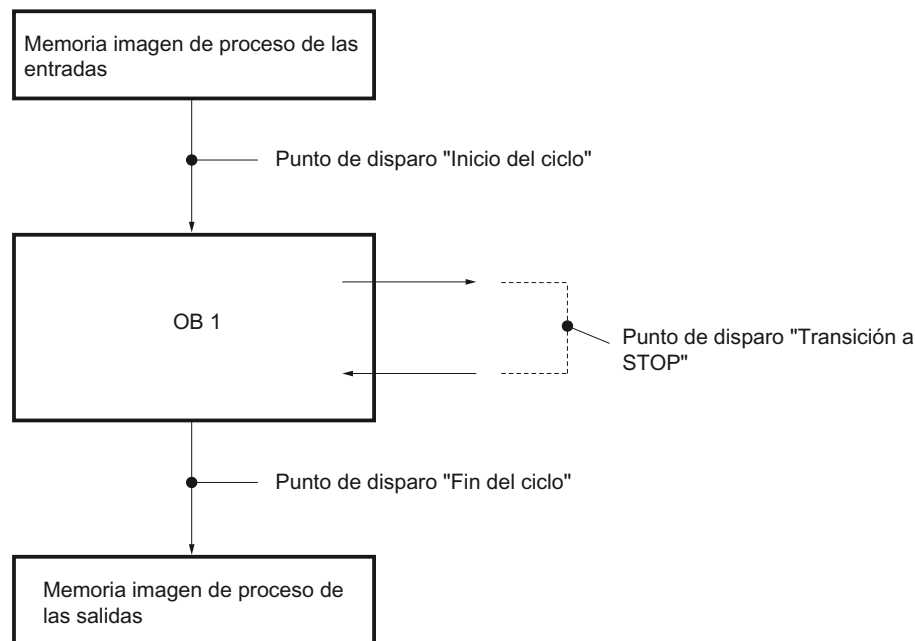 Memoria imagen de proceso de las
entradas
Punto de disparo "Inicio del ciclo"
OB 1
Punto de disparo "Transición a
STOP"
Punto de disparo "Fin del ciclo"
Memoria imagen de proceso de
las salidas